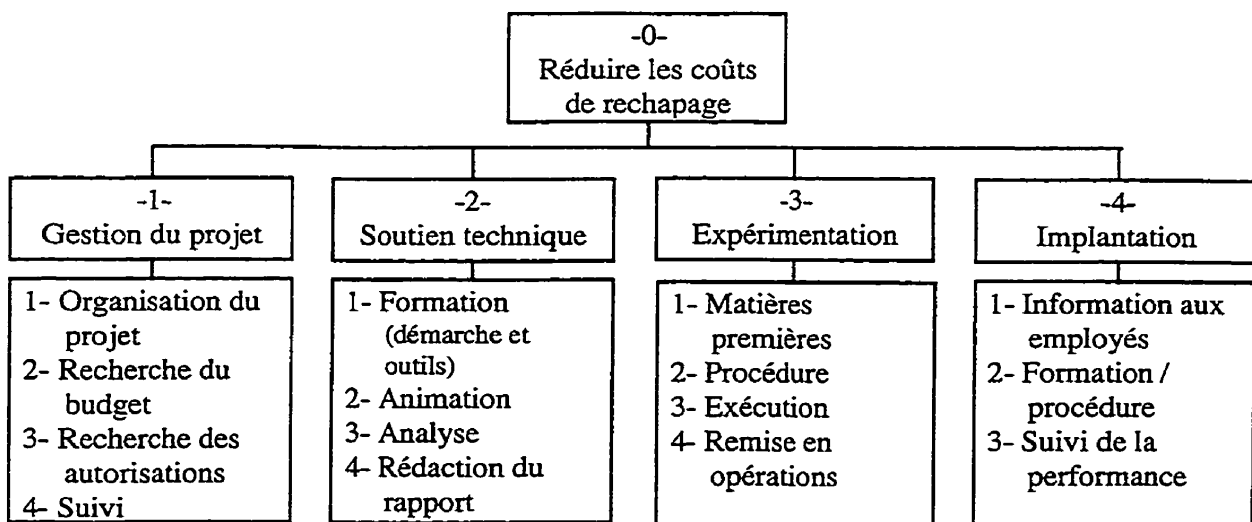 -0-
Réduire les coûts
de rechapage
-1-
Gestion du projet
1- Organisation du
projet
2- Recherche du
budget
3- Recherche des
autorisations
4- Suivi
-2-
Soutien technique
1- Formation
(démarche et
outils)
2- Animation
3- Analyse
4- Rédaction du
rapport
-3-
Expérimentation
1- Matières
premières
2- Procédure
3- Exécution
4- Remise en
opérations
-4-
Implantation
1- Information aux
employés
2- Formation /
procédure
3- Suivi de la
performance